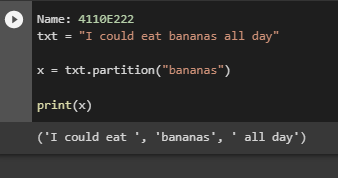 Name: 4110E222
txt = "I could eat bananas all day"
x = txt.partition("bananas")
print(x)
('I could eat ', 'bananas', ' all day')